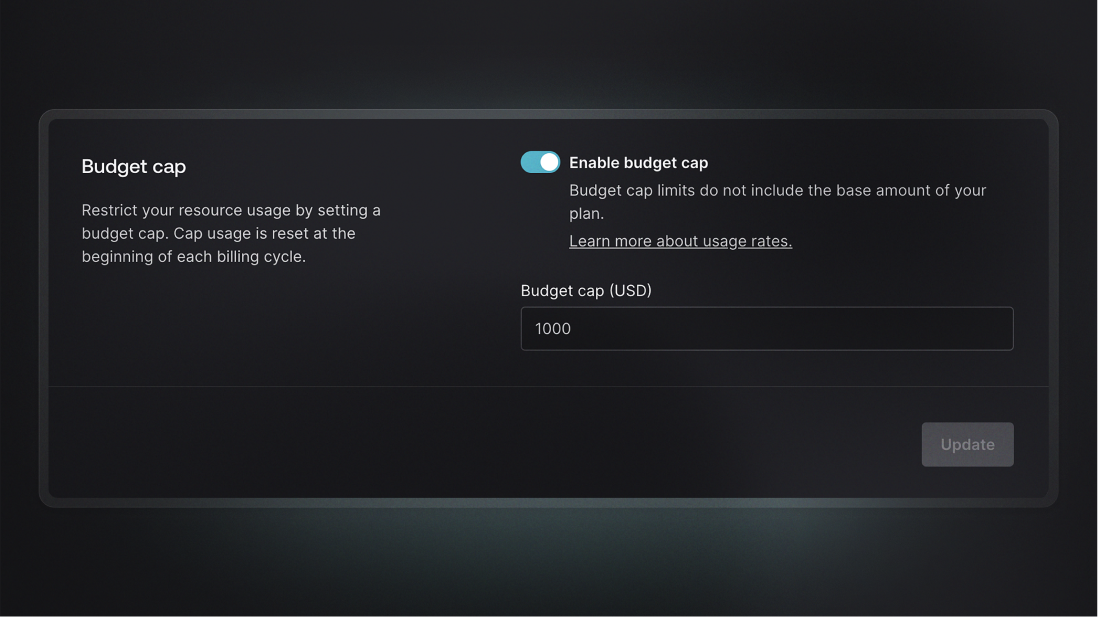 Budget cap
Restrict your resource usage by setting a
budget cap. Cap usage is reset at the
beginning of each billing cycle.
Enable budget cap
Budget cap limits do not include the base amount of your
plan.
Learn more about usage rates.
Budget cap (USD)
1000
Update